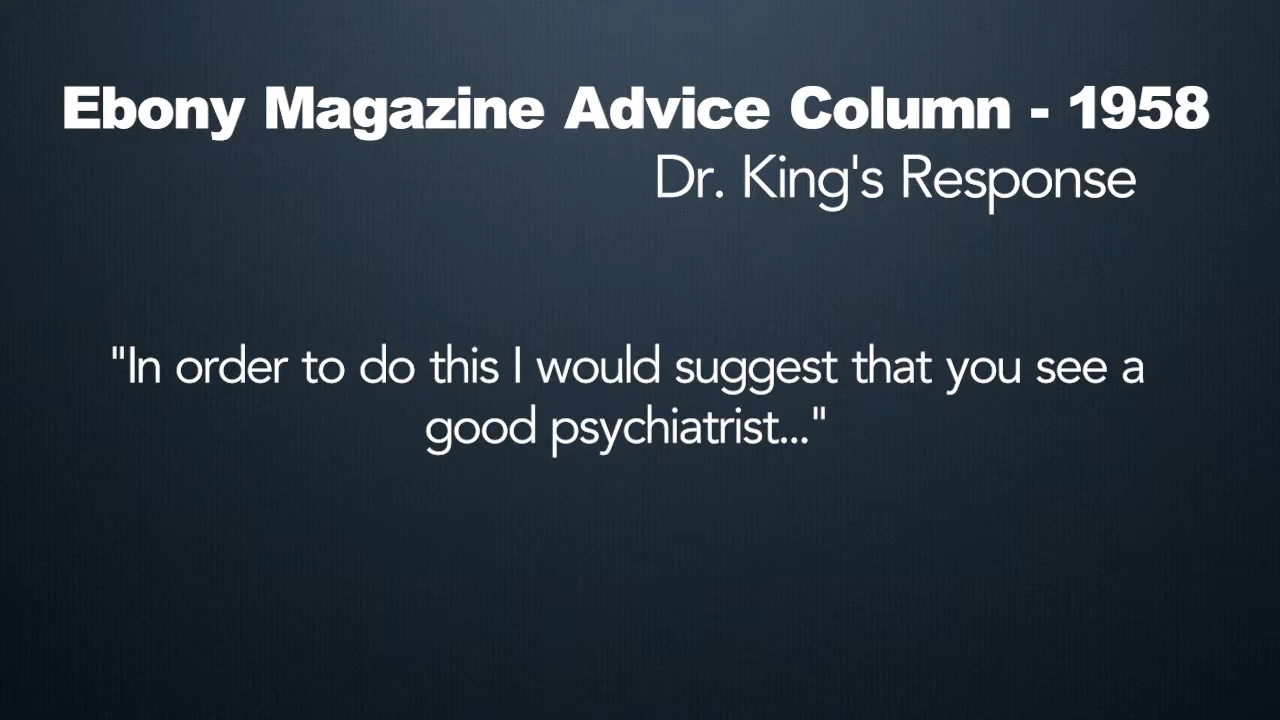 Ebony Magazine Advice Column - 1958
Dr. King's Response
"In order to do this I would suggest that you see a
good psychiatrist..."